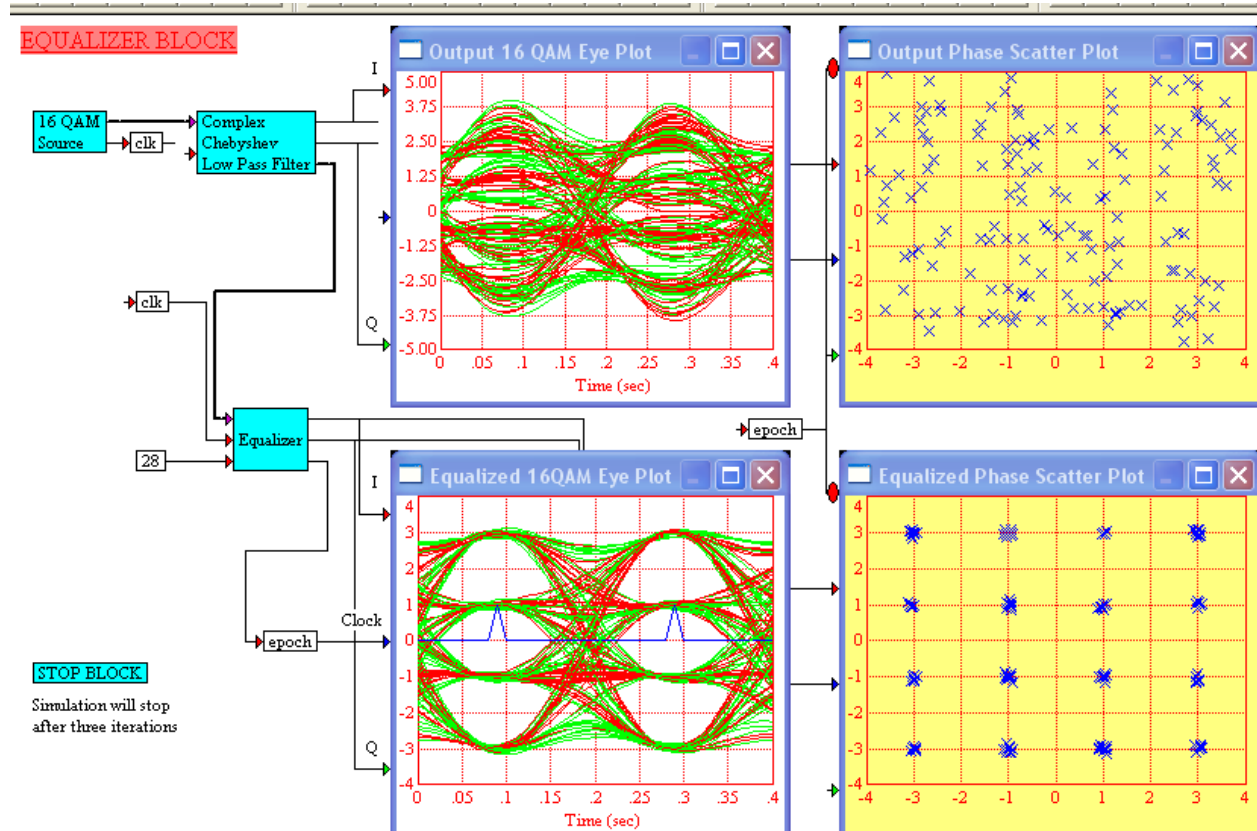 EQUALIZER BLOCK
16 QAM
Source
clk
Complex
Chebyshev
Low Pass Filter
I
Q
Output 16 QAM Eye Plot
5.00
3.75
2.50
1.25
0
-1.25
-2.50
-3.75
-5.00
0 .05 .1 .15 .2 .25 .3 .35 .4
Time (sec)
Output Phase Scatter Plot
4
3
2
1
0
-1
-2
-3
-4
-4 -3 -2 -1 0 1 2 3 4
clk
28
Equalizer
epoch
I
Clock
Q
epoch
Equalized 16QAM Eye Plot
4
3
2
1
0
-1
-2
-3
-4
0 .05 .1 .15 .2 .25 .3 .35 .4
Time (sec)
Equalized Phase Scatter Plot
4
3
2
1
0
-1
-2
-3
-4
-4 -3 -2 -1 0 1 2 3 4
STOP BLOCK
Simulation will stop
after three iterations